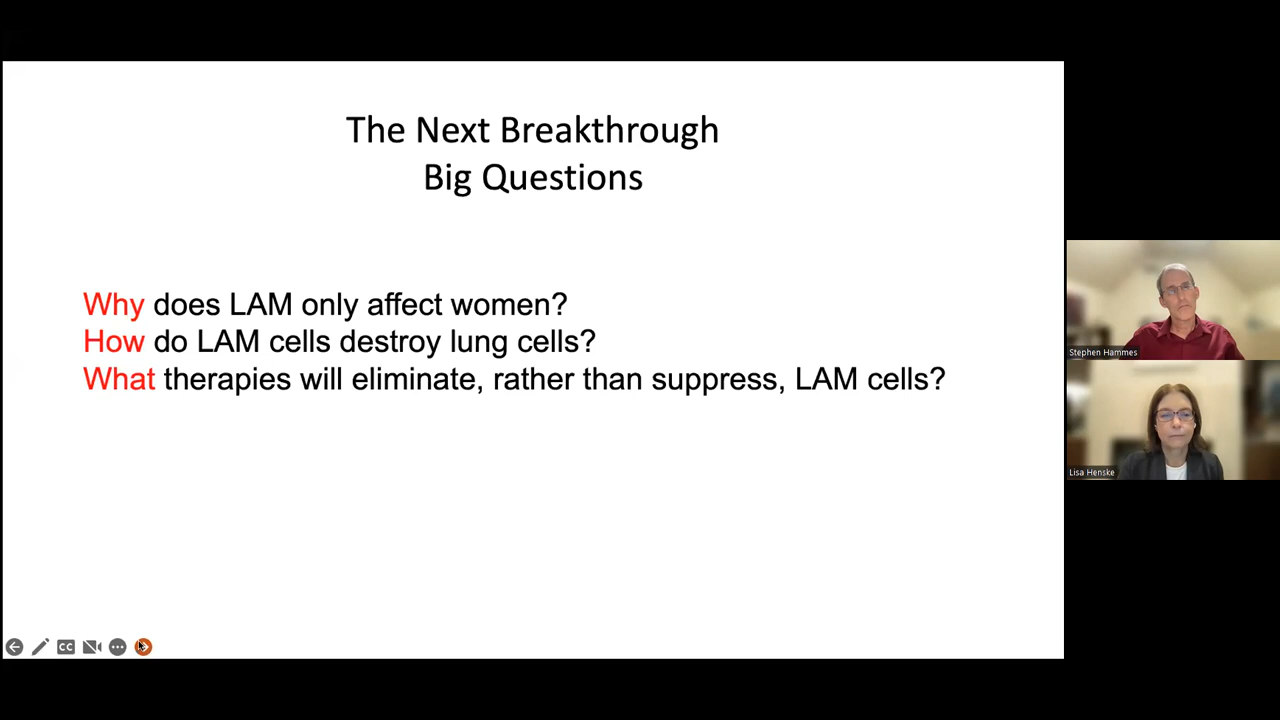 The Next Breakthrough
Big Questions
Why does LAM only affect women?
How do LAM cells destroy lung cells?
What therapies will eliminate, rather than suppress, LAM cells?
Stephen Hammes
Lisa Henske
CC